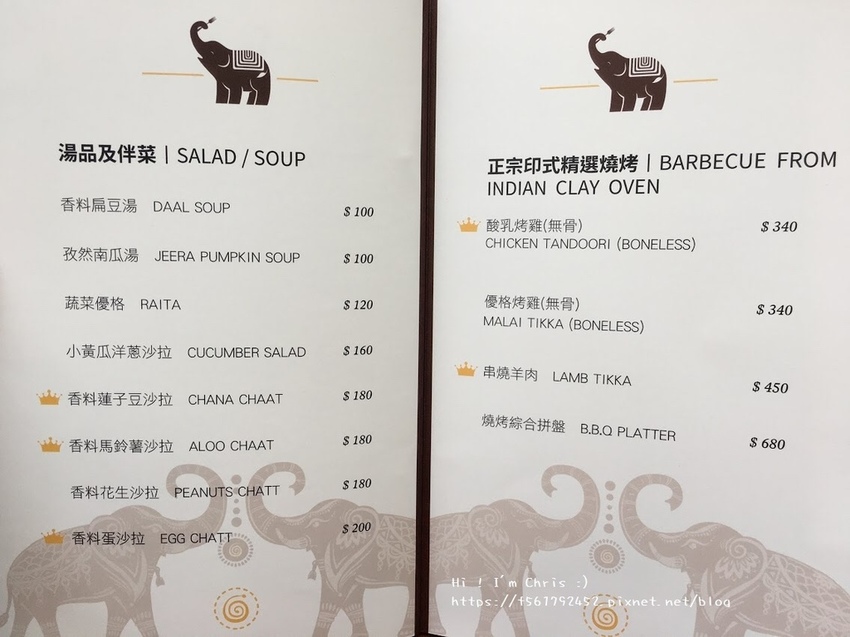 湯品及伴菜 | SALAD / SOUP
香料扁豆湯 DAAL SOUP $ 100
孜然南瓜湯 JEERA PUMPKIN SOUP $ 100
蔬菜優格 RAITA $ 120
小黃瓜洋蔥沙拉 CUCUMBER SALAD $ 160
香料蓮子豆沙拉 CHANA CHAAT $ 180
香料馬鈴薯沙拉 ALOO CHAAT $ 180
香料花生沙拉 PEANUTS CHATT $ 180
香料蛋沙拉 EGG CHATT $ 200
正宗印式精選燒烤 | BARBECUE FROM
INDIAN CLAY OVEN
酸乳烤雞(無骨) $ 340
CHICKEN TANDOORI (BONELESS)
優格烤雞(無骨) $ 340
MALAI TIKKA (BONELESS)
串燒羊肉 LAMB TIKKA $ 450
燒烤綜合拼盤 B.B.Q PLATTER $ 680
Hi ! I'm Chris :)
https://f561792452.pixnet.net/blog